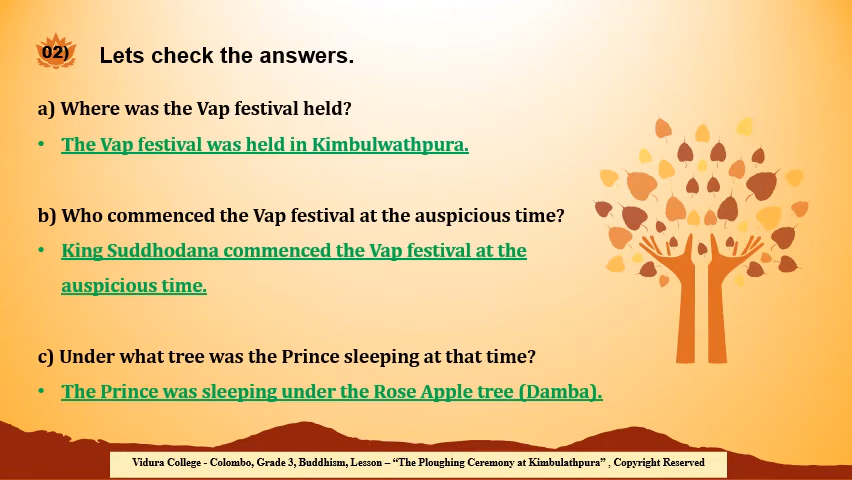 02) Lets check the answers.
a) Where was the Vap festival held?
• The Vap festival was held in Kimbulwathpura.
b) Who commenced the Vap festival at the auspicious time?
• King Suddhodana commenced the Vap festival at the
auspicious time.
c) Under what tree was the Prince sleeping at that time?
• The Prince was sleeping under the Rose Apple tree (Damba).
Vidura College - Colombo, Grade 3, Buddhism, Lesson – “The Ploughing Ceremony at Kimbulathpura” , Copyright Reserved